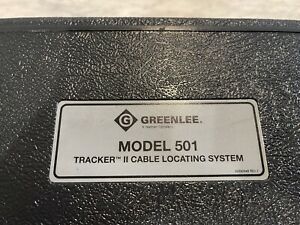 G GREENLEE.
A Textron Company
MODEL 501
TRACKER™ II CABLE LOCATING SYSTEM